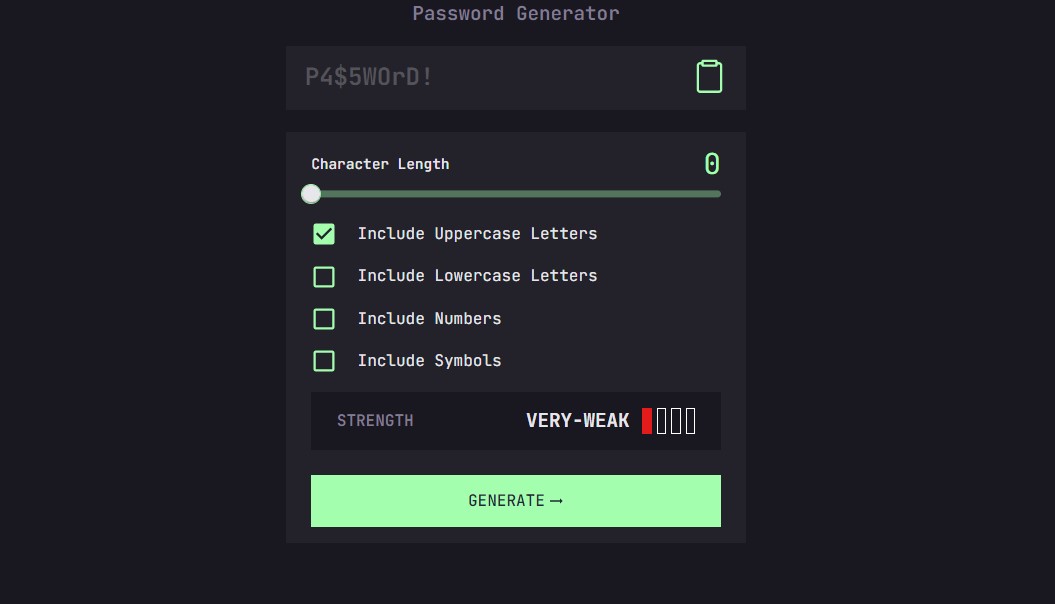 Password Generator
P4$5W0rD!
Character Length 0
Include Uppercase Letters
Include Lowercase Letters
Include Numbers
Include Symbols
STRENGTH VERY-WEAK
GENERATE →